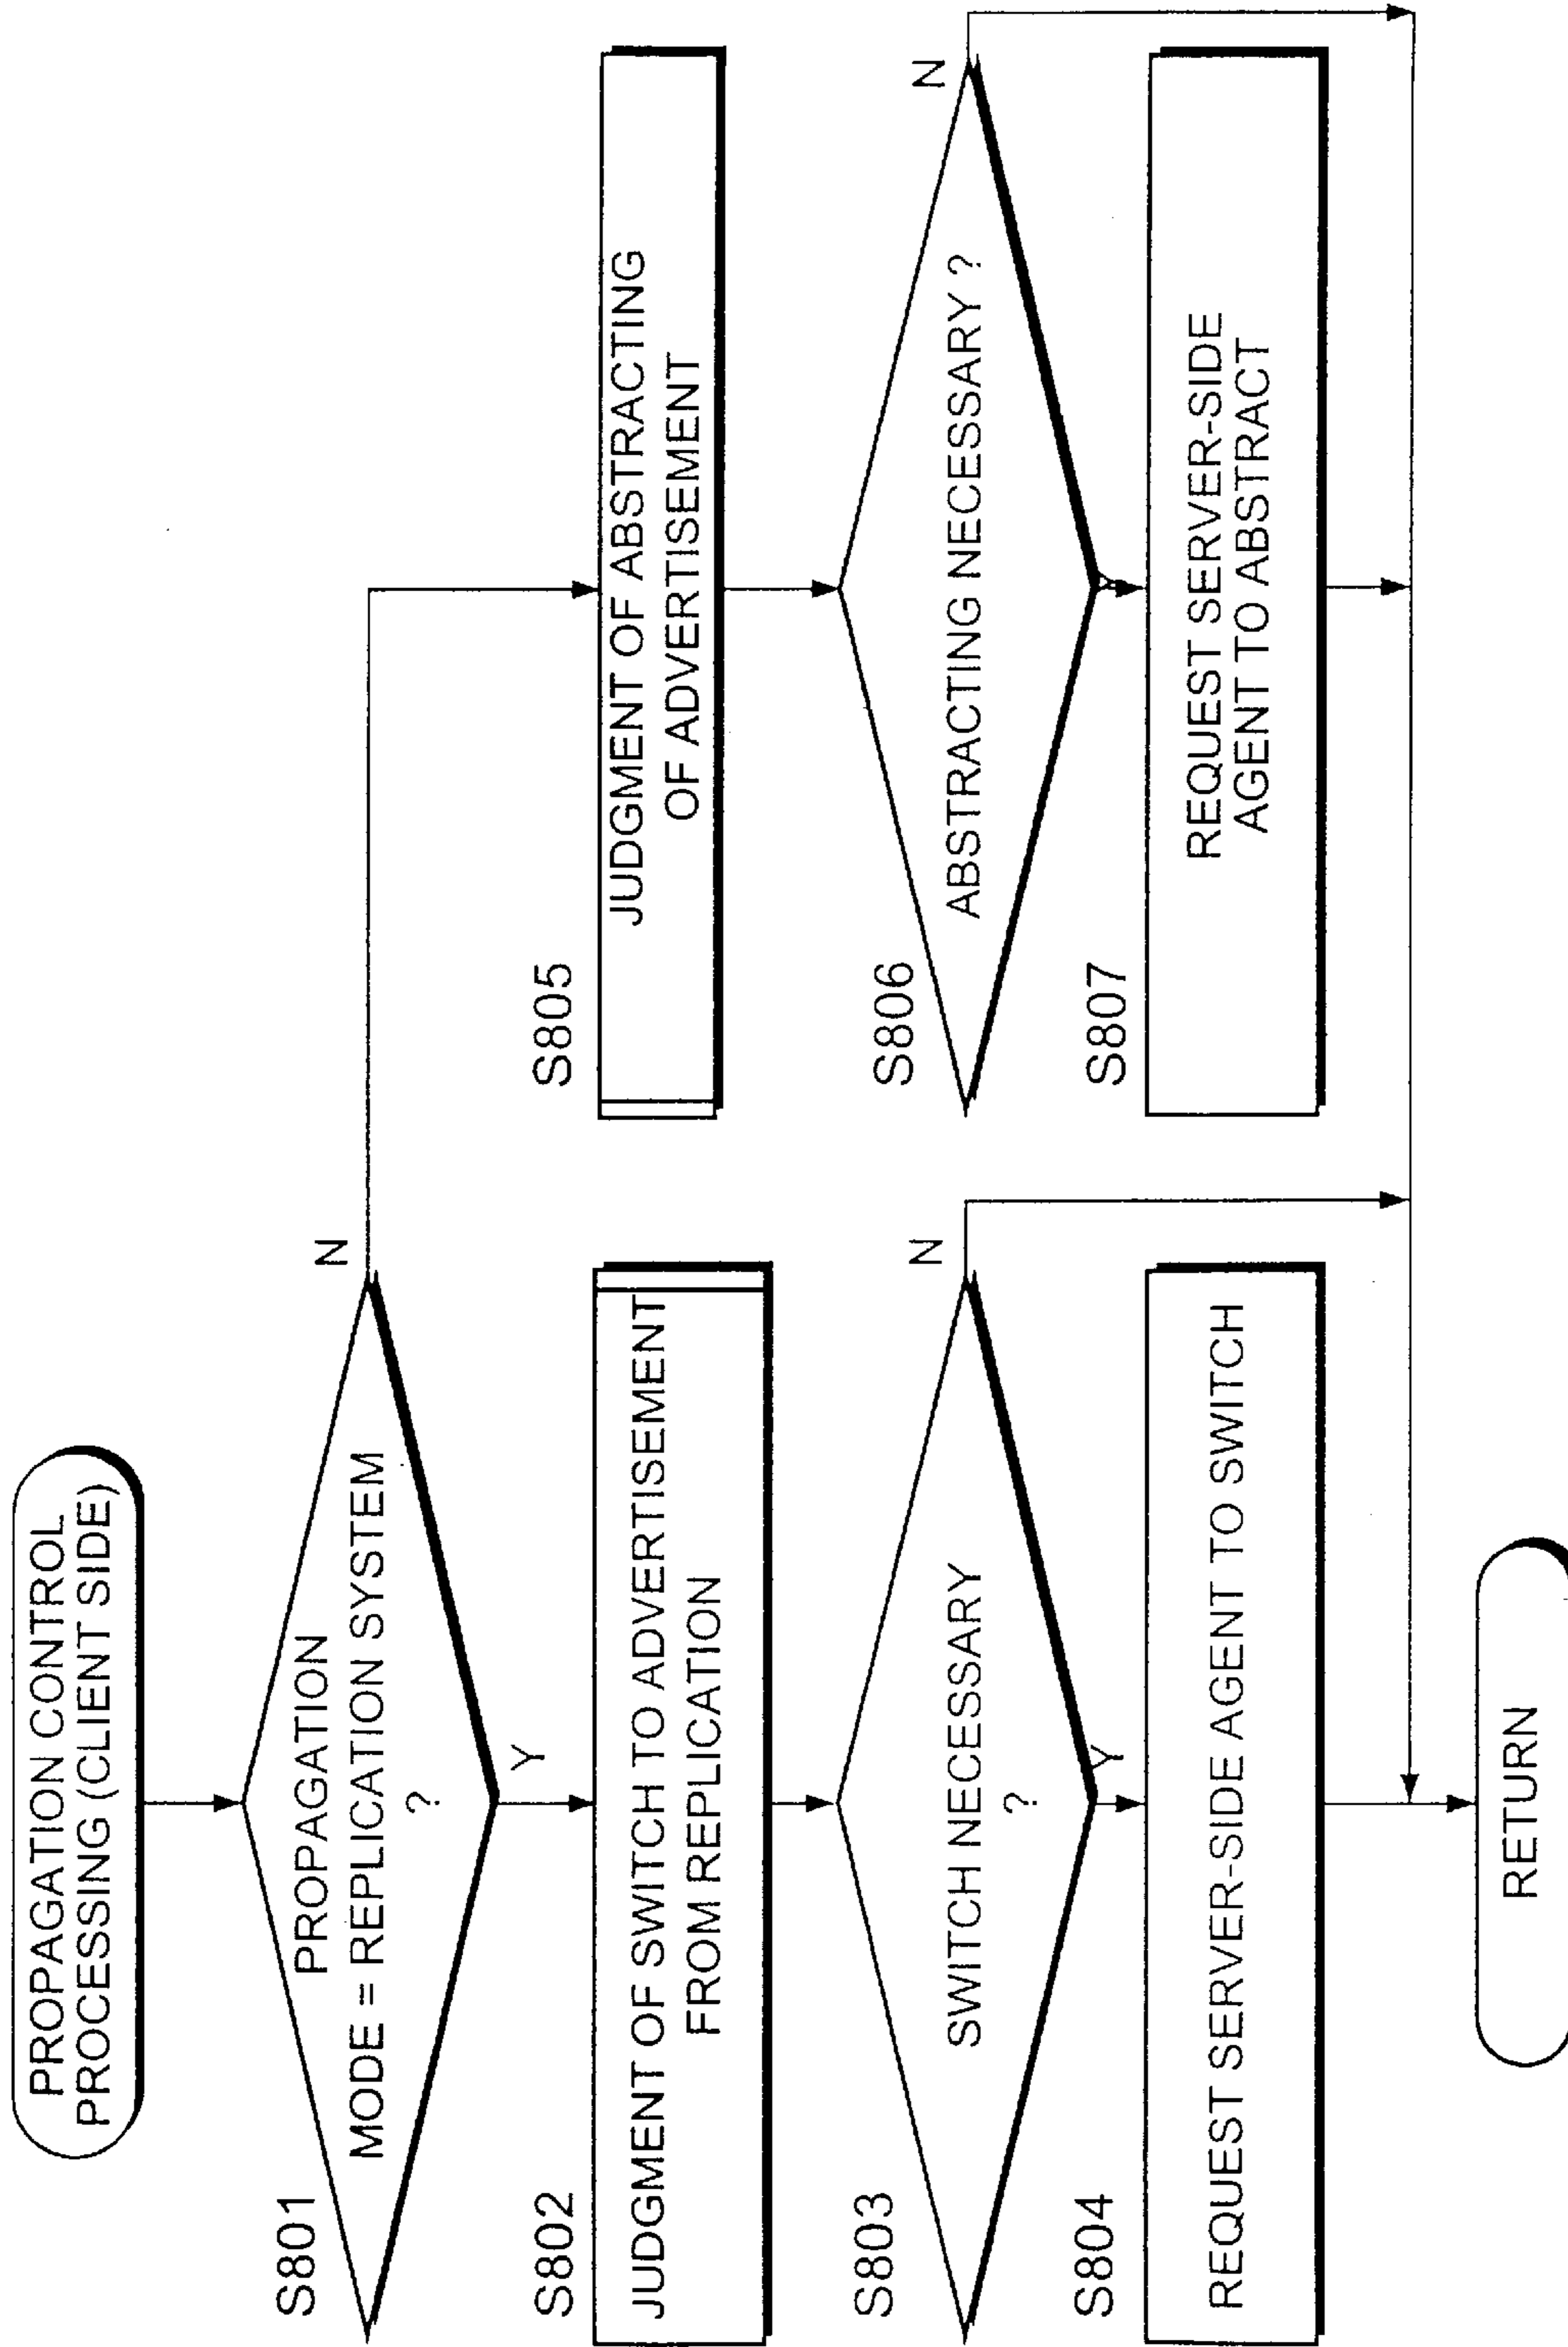 PROPAGATION CONTROL
PROCESSING (CLIENT SIDE)
S801
PROPAGATION
MODE = REPLICATION SYSTEM
?
N
Y
S802
JUDGMENT OF SWITCH TO ADVERTISEMENT
FROM REPLICATION
S803
SWITCH NECESSARY
?
N
Y
S804
REQUEST SERVER-SIDE AGENT TO SWITCH
S805
JUDGMENT OF ABSTRACTING
OF ADVERTISEMENT
S806
ABSTRACTING NECESSARY ?
N
Y
S807
REQUEST SERVER-SIDE
AGENT TO ABSTRACT
RETURN